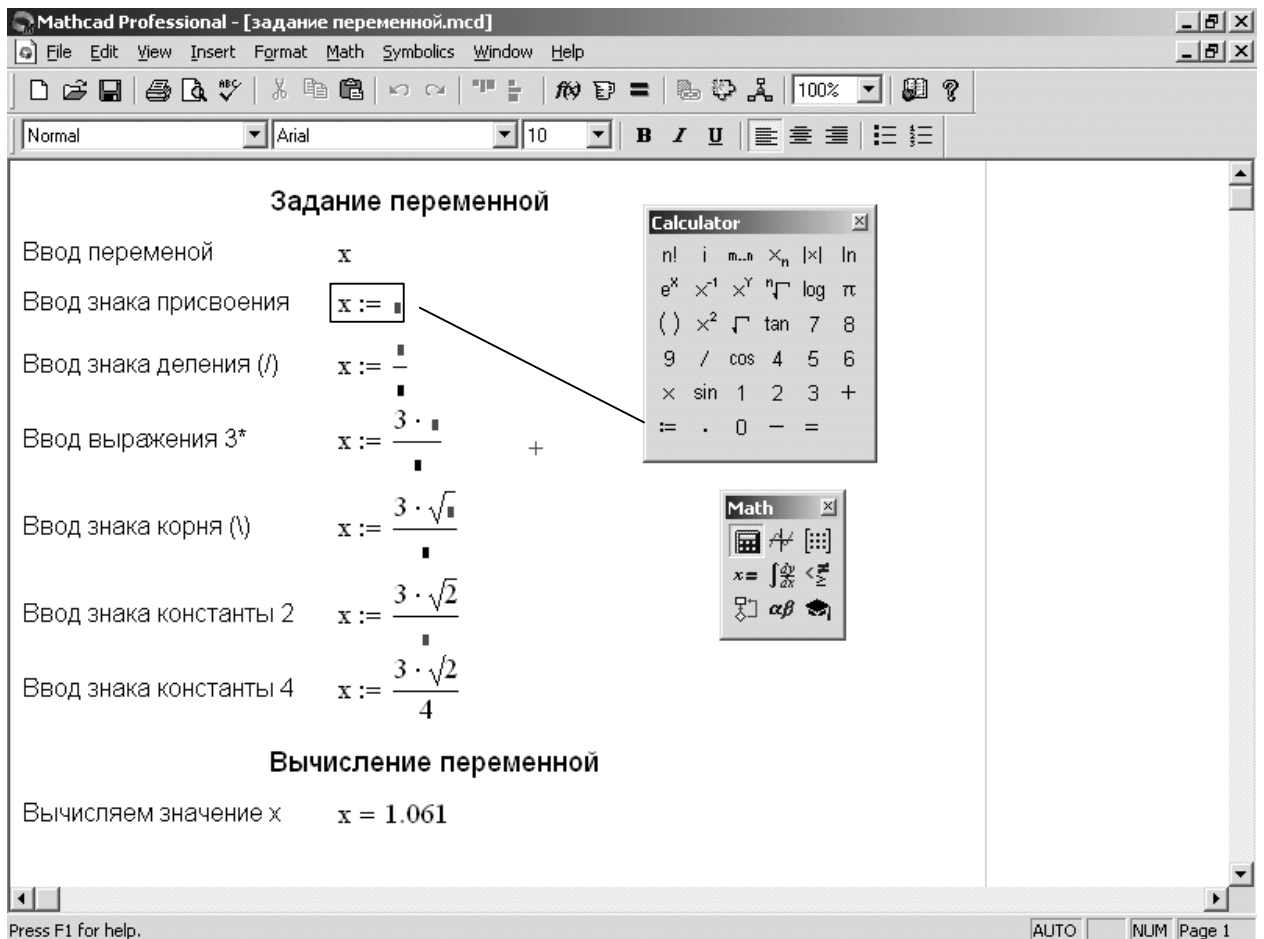 Mathcad Professional - [задание переменной.mcd]
File Edit View Insert Format Math Symbolics Window Help
100%
Normal Arial 10 B I U
Задание переменной
Ввод переменой x
Ввод знака присвоения x :=
Ввод знака деления (/) x :=
Ввод выражения 3* x := 3 ·
Ввод знака корня (\) x := 3 · √
Ввод знака константы 2 x := 3 · √2
Ввод знака константы 4 x := 3 · √2 / 4
Вычисление переменной
Вычисляем значение x x = 1.061
Calculator
n! i m..n ×n |×| ln
e^x ×^-1 ×^Y n√ log π
( ) ×^2 √ tan 7 8
9 / cos 4 5 6
× sin 1 2 3 +
:= . 0 − =
Math
x=
αβ
Press F1 for help. AUTO NUM Page 1